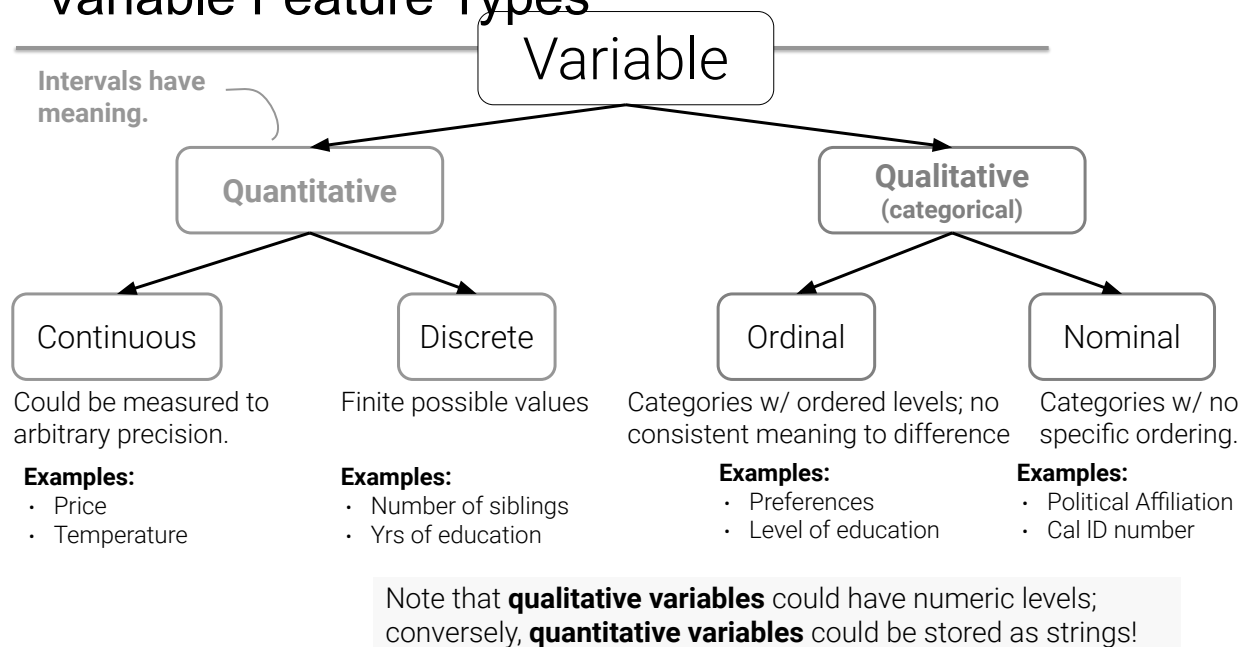 Variable Feature Types
Variable
Intervals have
meaning.
Quantitative
Qualitative
(categorical)
Continuous
Discrete
Ordinal
Nominal
Could be measured to
arbitrary precision.
Finite possible values
Categories w/ ordered levels; no
consistent meaning to difference
Categories w/ no
specific ordering.
Examples:
· Price
· Temperature
Examples:
· Number of siblings
· Yrs of education
Examples:
· Preferences
· Level of education
Examples:
· Political Affiliation
· Cal ID number
Note that qualitative variables could have numeric levels;
conversely, quantitative variables could be stored as strings!